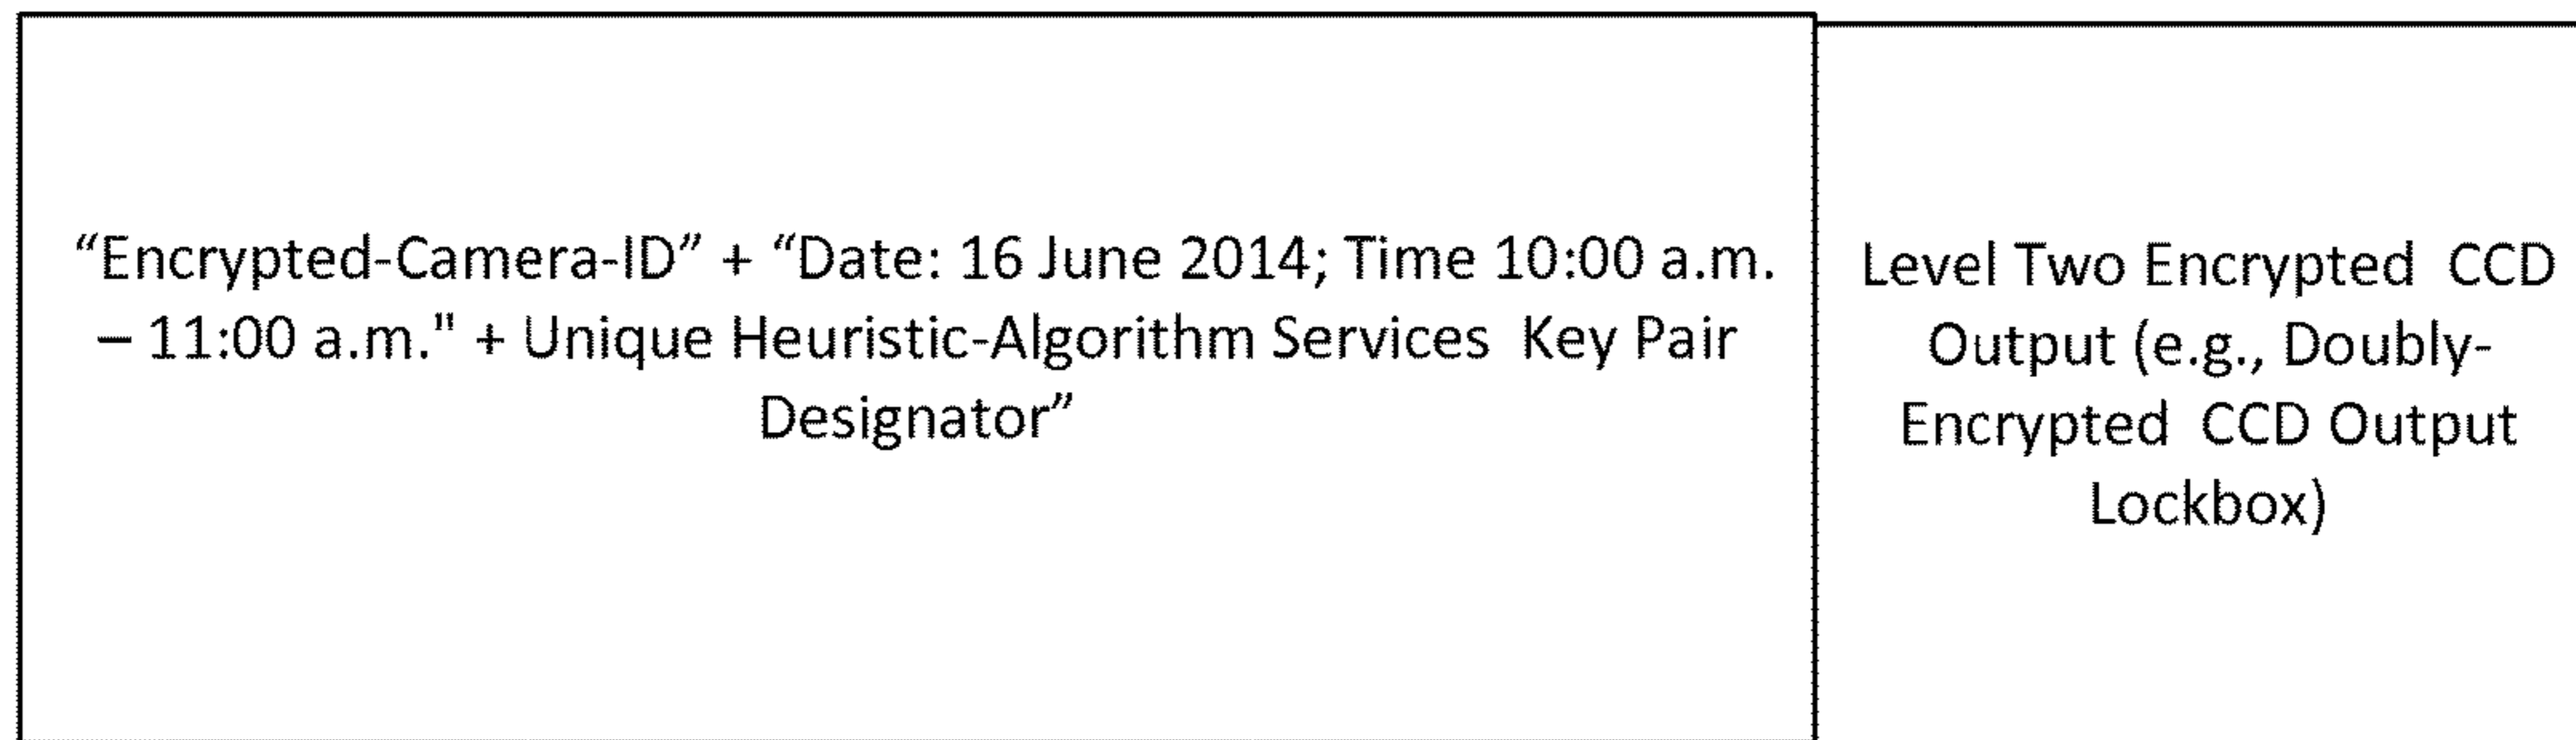 “Encrypted-Camera-ID” + “Date: 16 June 2014; Time 10:00 a.m.
– 11:00 a.m." + Unique Heuristic-Algorithm Services  Key Pair
Designator”
Level Two Encrypted  CCD
Output (e.g., Doubly-
Encrypted  CCD Output
Lockbox)